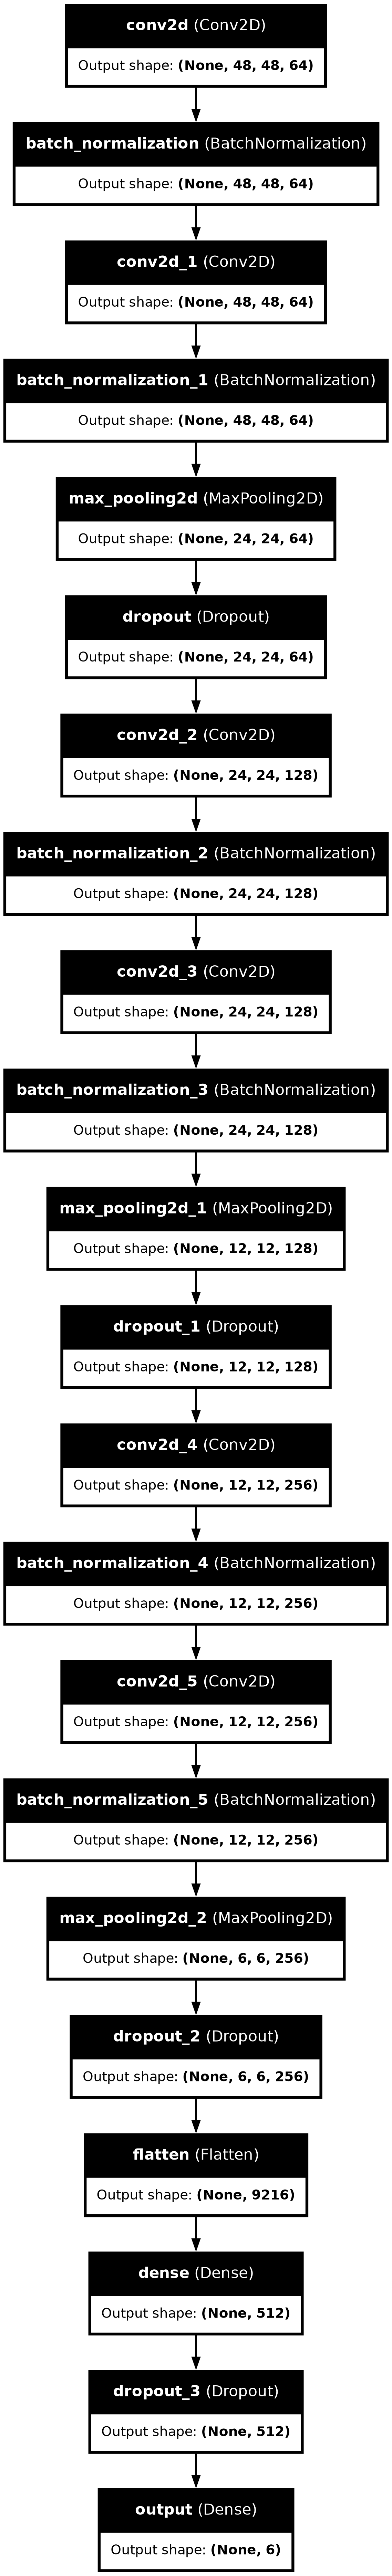 conv2d (Conv2D)
Output shape: (None, 48, 48, 64)
batch_normalization (BatchNormalization)
Output shape: (None, 48, 48, 64)
conv2d_1 (Conv2D)
Output shape: (None, 48, 48, 64)
batch_normalization_1 (BatchNormalization)
Output shape: (None, 48, 48, 64)
max_pooling2d (MaxPooling2D)
Output shape: (None, 24, 24, 64)
dropout (Dropout)
Output shape: (None, 24, 24, 64)
conv2d_2 (Conv2D)
Output shape: (None, 24, 24, 128)
batch_normalization_2 (BatchNormalization)
Output shape: (None, 24, 24, 128)
conv2d_3 (Conv2D)
Output shape: (None, 24, 24, 128)
batch_normalization_3 (BatchNormalization)
Output shape: (None, 24, 24, 128)
max_pooling2d_1 (MaxPooling2D)
Output shape: (None, 12, 12, 128)
dropout_1 (Dropout)
Output shape: (None, 12, 12, 128)
conv2d_4 (Conv2D)
Output shape: (None, 12, 12, 256)
batch_normalization_4 (BatchNormalization)
Output shape: (None, 12, 12, 256)
conv2d_5 (Conv2D)
Output shape: (None, 12, 12, 256)
batch_normalization_5 (BatchNormalization)
Output shape: (None, 12, 12, 256)
max_pooling2d_2 (MaxPooling2D)
Output shape: (None, 6, 6, 256)
dropout_2 (Dropout)
Output shape: (None, 6, 6, 256)
flatten (Flatten)
Output shape: (None, 9216)
dense (Dense)
Output shape: (None, 512)
dropout_3 (Dropout)
Output shape: (None, 512)
output (Dense)
Output shape: (None, 6)